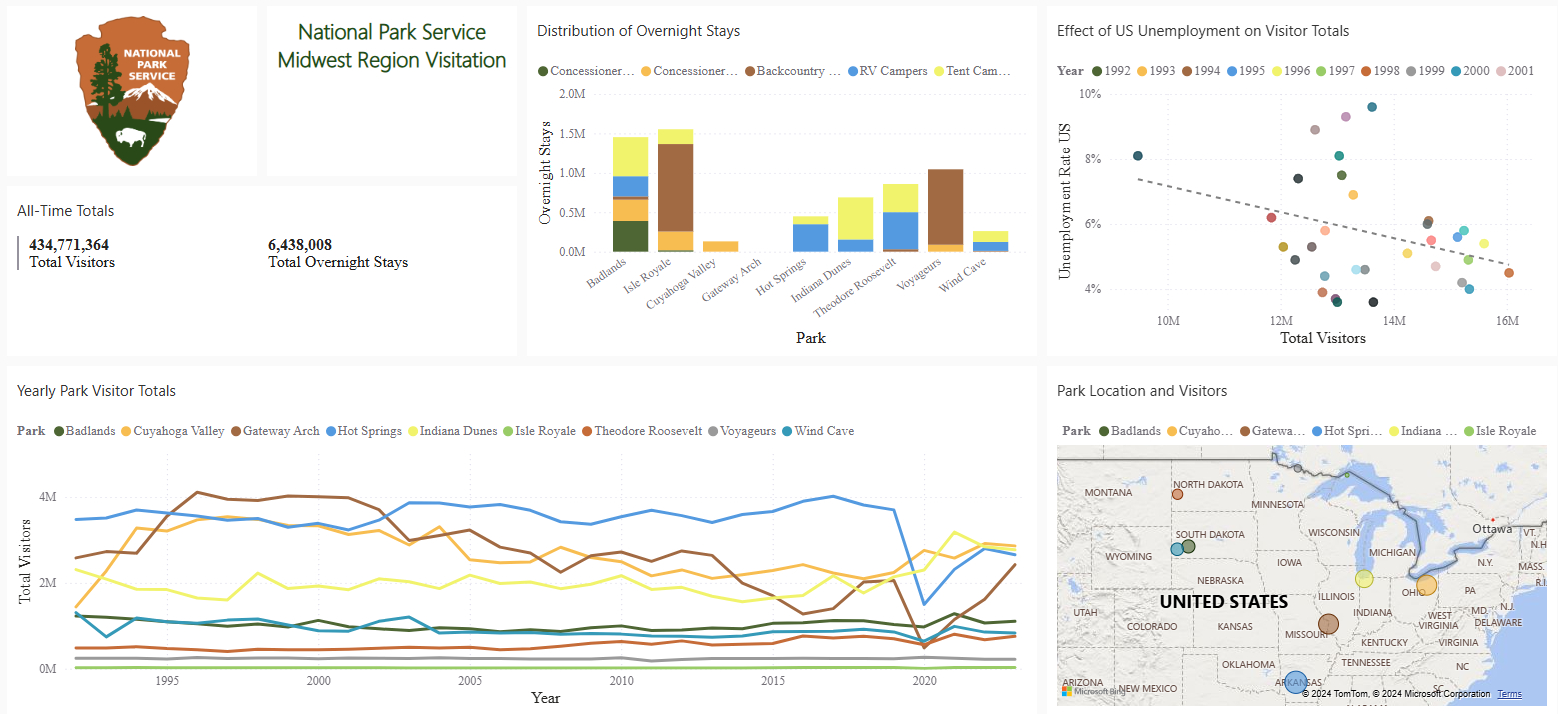 NATIONAL
PARK
SERVICE
National Park Service
Midwest Region Visitation
All-Time Totals
434,771,364
Total Visitors
6,438,008
Total Overnight Stays
Distribution of Overnight Stays
Concessioner… Concessioner… Backcountry … RV Campers Tent Cam…
2.0M
1.5M
1.0M
0.5M
0.0M
Overnight Stays
Badlands
Isle Royale
Cuyahoga Valley
Gateway Arch
Hot Springs
Indiana Dunes
Theodore Roosevelt
Voyageurs
Wind Cave
Park
Effect of US Unemployment on Visitor Totals
Year 1992 1993 1994 1995 1996 1997 1998 1999 2000 2001
10%
8%
6%
4%
Unemployment Rate US
10M 12M 14M 16M
Total Visitors
Yearly Park Visitor Totals
Park Badlands Cuyahoga Valley Gateway Arch Hot Springs Indiana Dunes Isle Royale Theodore Roosevelt Voyageurs Wind Cave
4M
2M
0M
Total Visitors
1995 2000 2005 2010 2015 2020
Year
Park Location and Visitors
Park Badlands Cuyaho… Gatewa… Hot Spri… Indiana … Isle Royale
MONTANA
NORTH DAKOTA
MINNESOTA
SOUTH DAKOTA
WISCONSIN
Ottawa
VT.
N.H
WYOMING
MICHIGAN
IOWA
N.Y.
MASS.
R.I.
NEBRASKA
ILLINOIS
OHIO
PA
UNITED STATES
UTAH
INDIANA
MD
N.J.
COLORADO
KANSAS
MISSOURI
WEST
VIRGINIA
DELAWARE
KENTUCKY
VIRGINIA
OKLAHOMA
TENNESSEE
NC
ARIZONA
NEW MEXICO
ARKANSAS
SC
Microsoft Bing
© 2024 TomTom, © 2024 Microsoft Corporation Terms